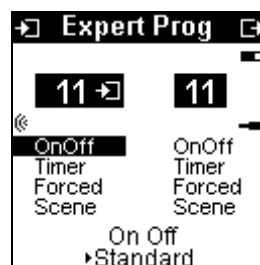 Expert Prog
11 11
OnOff OnOff
Timer Timer
Forced Forced
Scene Scene
On Off
Standard